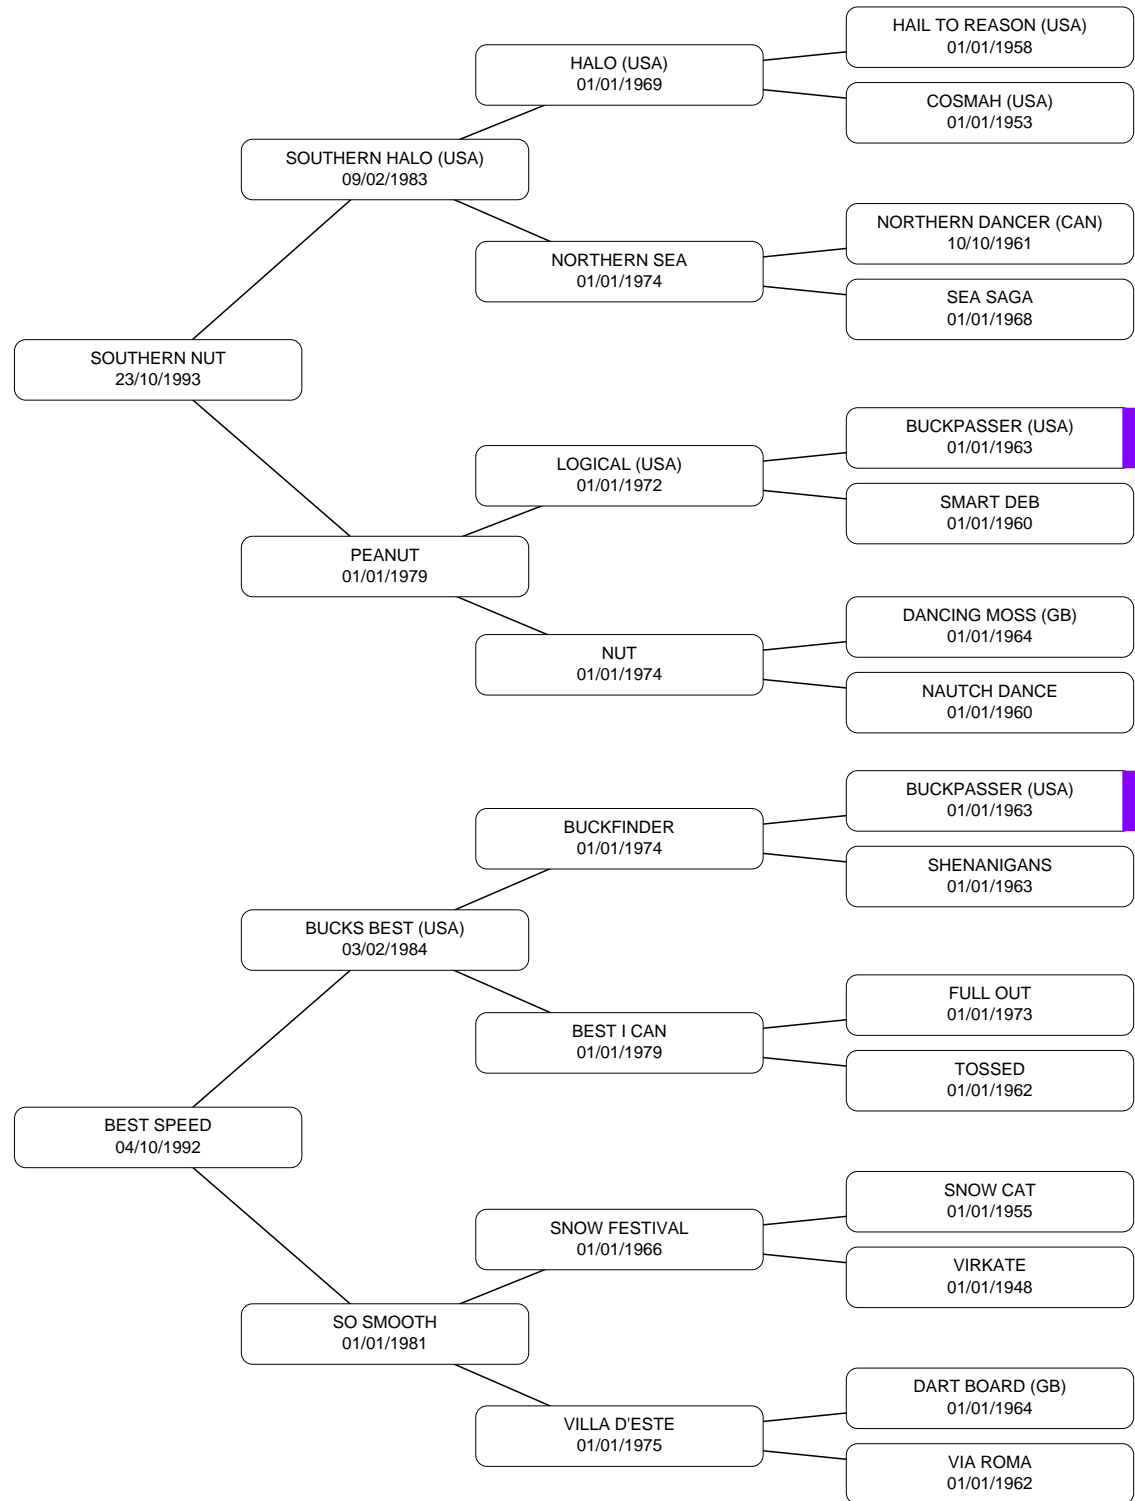 HAIL TO REASON (USA)
01/01/1958
HALO (USA)
01/01/1969
COSMAH (USA)
01/01/1953
SOUTHERN HALO (USA)
09/02/1983
NORTHERN DANCER (CAN)
10/10/1961
NORTHERN SEA
01/01/1974
SEA SAGA
01/01/1968
SOUTHERN NUT
23/10/1993
BUCKPASSER (USA)
01/01/1963
LOGICAL (USA)
01/01/1972
SMART DEB
01/01/1960
PEANUT
01/01/1979
DANCING MOSS (GB)
01/01/1964
NUT
01/01/1974
NAUTCH DANCE
01/01/1960
BUCKPASSER (USA)
01/01/1963
BUCKFINDER
01/01/1974
SHENANIGANS
01/01/1963
BUCKS BEST (USA)
03/02/1984
FULL OUT
01/01/1973
BEST I CAN
01/01/1979
TOSSED
01/01/1962
BEST SPEED
04/10/1992
SNOW CAT
01/01/1955
SNOW FESTIVAL
01/01/1966
VIRKATE
01/01/1948
SO SMOOTH
01/01/1981
DART BOARD (GB)
01/01/1964
VILLA D'ESTE
01/01/1975
VIA ROMA
01/01/1962